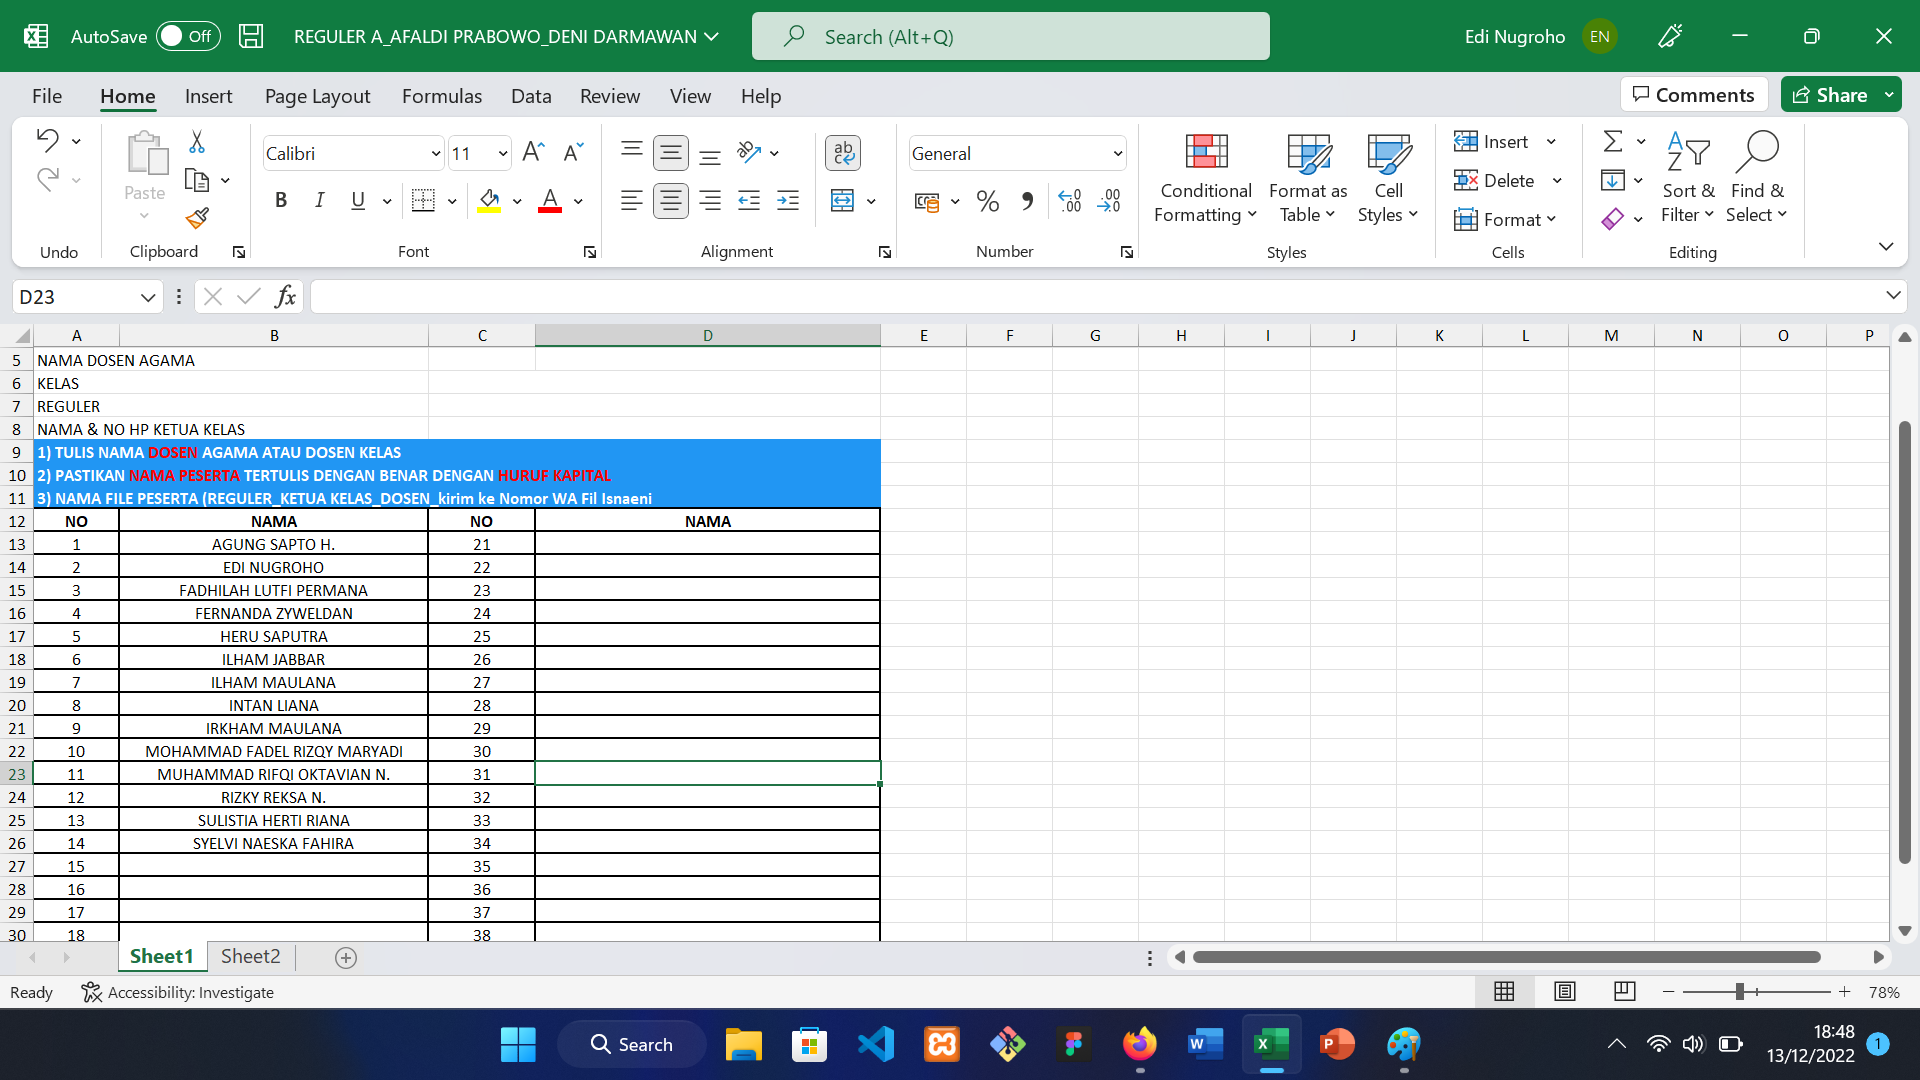 AutoSave Off REGULER A_AFALDI PRABOWO_DENI DARMAWAN Search (Alt+Q) Edi Nugroho EN
File Home Insert Page Layout Formulas Data Review View Help Comments Share
Calibri 11 General
Paste
B I U
Conditional Formatting
Format as Table
Cell Styles
Insert
Delete
Format
Sort & Filter
Find & Select
Undo Clipboard Font Alignment Number Styles Cells Editing
D23 fx
A B C D E F G H I J K L M N O P
5 NAMA DOSEN AGAMA
6 KELAS
7 REGULER
8 NAMA & NO HP KETUA KELAS
9 1) TULIS NAMA DOSEN AGAMA ATAU DOSEN KELAS
10 2) PASTIKAN NAMA PESERTA TERTULIS DENGAN BENAR DENGAN HURUF KAPITAL
11 3) NAMA FILE PESERTA (REGULER_KETUA KELAS_DOSEN_kirim ke Nomor WA Fil Isnaeni
12 NO NAMA NO NAMA
13 1 AGUNG SAPTO H. 21
14 2 EDI NUGROHO 22
15 3 FADHILAH LUTFI PERMANA 23
16 4 FERNANDA ZYWELDAN 24
17 5 HERU SAPUTRA 25
18 6 ILHAM JABBAR 26
19 7 ILHAM MAULANA 27
20 8 INTAN LIANA 28
21 9 IRKHAM MAULANA 29
22 10 MOHAMMAD FADEL RIZQY MARYADI 30
23 11 MUHAMMAD RIFQI OKTAVIAN N. 31
24 12 RIZKY REKSA N. 32
25 13 SULISTIA HERTI RIANA 33
26 14 SYELVI NAESKA FAHIRA 34
27 15 35
28 16 36
29 17 37
30 18 38
Sheet1 Sheet2
Ready Accessibility: Investigate 78%
Search 18:48
13/12/2022 1